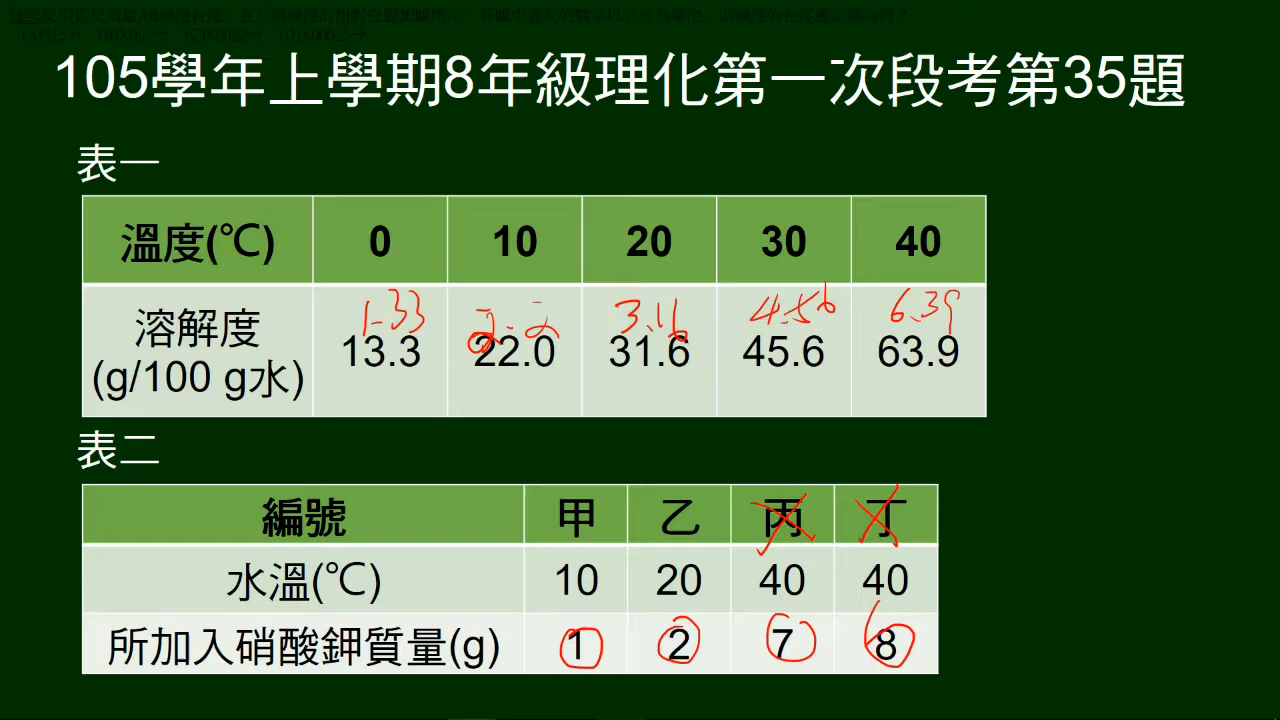 105學年上學期8年級理化第一次段考第35題
表一
溫度(℃) 0 10 20 30 40
1.33 2.2 3.16 4.56 6.39
溶解度 (g/100 g水) 13.3 22.0 31.6 45.6 63.9
表二
編號 甲 乙 丙 丁
水溫(℃) 10 20 40 40
所加入硝酸鉀質量(g) 1 2 7 8